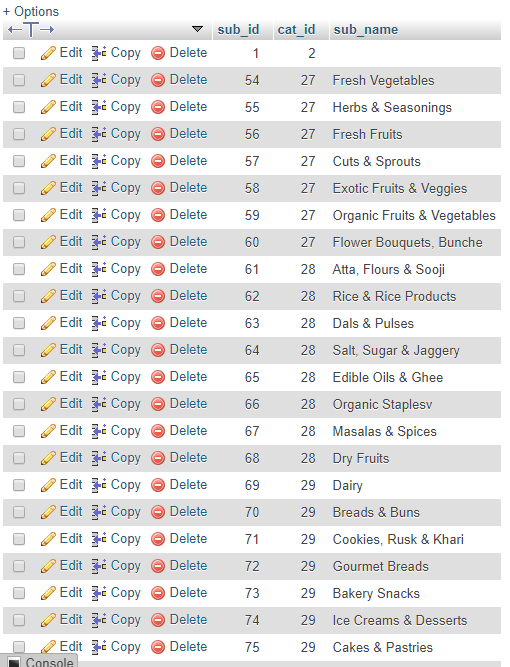 + Options
sub_id cat_id sub_name
Edit Copy Delete 1 2
Edit Copy Delete 54 27 Fresh Vegetables
Edit Copy Delete 55 27 Herbs & Seasonings
Edit Copy Delete 56 27 Fresh Fruits
Edit Copy Delete 57 27 Cuts & Sprouts
Edit Copy Delete 58 27 Exotic Fruits & Veggies
Edit Copy Delete 59 27 Organic Fruits & Vegetables
Edit Copy Delete 60 27 Flower Bouquets, Bunche
Edit Copy Delete 61 28 Atta, Flours & Sooji
Edit Copy Delete 62 28 Rice & Rice Products
Edit Copy Delete 63 28 Dals & Pulses
Edit Copy Delete 64 28 Salt, Sugar & Jaggery
Edit Copy Delete 65 28 Edible Oils & Ghee
Edit Copy Delete 66 28 Organic Staplesv
Edit Copy Delete 67 28 Masalas & Spices
Edit Copy Delete 68 28 Dry Fruits
Edit Copy Delete 69 29 Dairy
Edit Copy Delete 70 29 Breads & Buns
Edit Copy Delete 71 29 Cookies, Rusk & Khari
Edit Copy Delete 72 29 Gourmet Breads
Edit Copy Delete 73 29 Bakery Snacks
Edit Copy Delete 74 29 Ice Creams & Desserts
Edit Copy Delete 75 29 Cakes & Pastries
Console